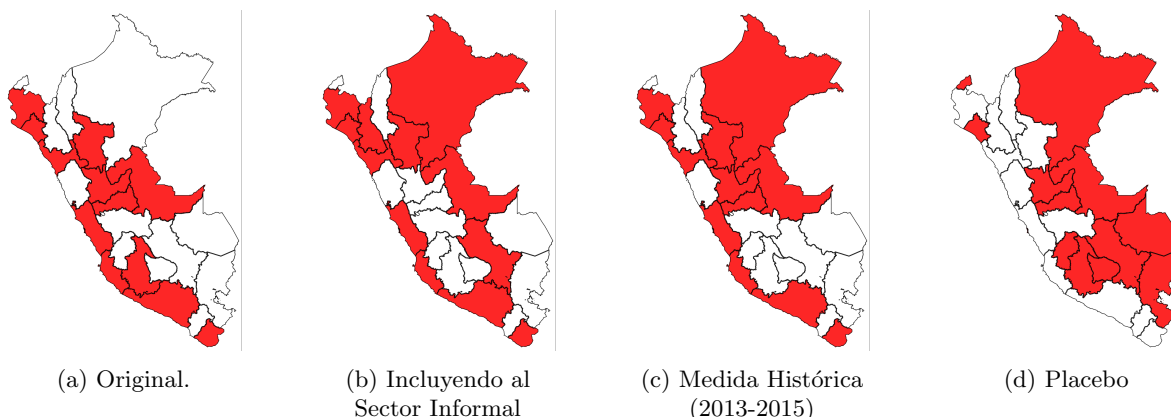 (a) Original.
(b) Incluyendo al
Sector Informal
(c) Medida Histórica
(2013-2015)
(d) Placebo